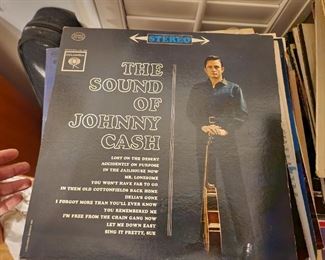 STEREO
COLUMBIA
THE
SOUND
OF
JOHNNY
CASH
LOST ON THE DESERT
ACCIDENTLY ON PURPOSE
IN THE JAILHOUSE NOW
MR. LONESOME
YOU WON'T HAVE FAR TO GO
IN THEM OLD COTTONFIELDS BACK HOME
DELIA'S GONE
I FORGOT MORE THAN YOU'LL EVER KNOW
YOU REMEMBERED ME
I'M FREE FROM THE CHAIN GANG NOW
LET ME DOWN EASY
SING IT PRETTY, SUE